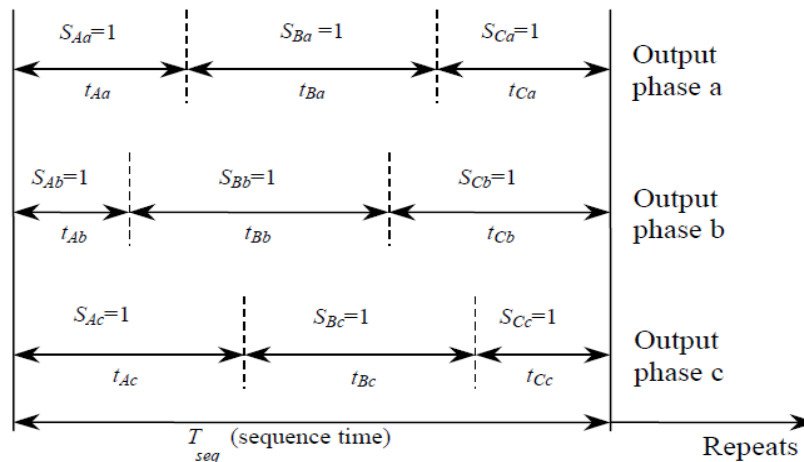 S_Aa=1 S_Ba =1 S_Ca=1
Output
phase a
t_Aa t_Ba t_Ca
S_Ab=1 S_Bb=1 S_Cb=1
Output
phase b
t_Ab t_Bb t_Cb
S_Ac=1 S_Bc=1 S_Cc=1
Output
phase c
t_Ac t_Bc t_Cc
T_seq (sequence time)
Repeats